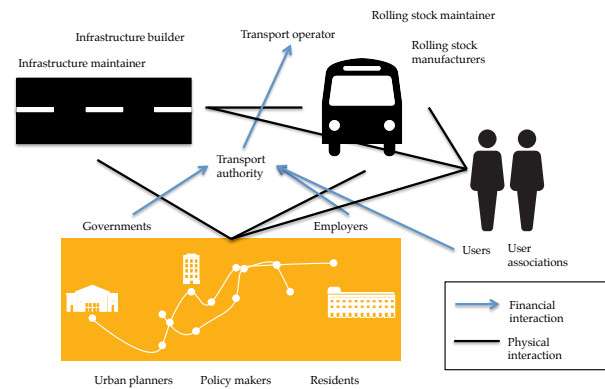 Rolling stock maintainer
Infrastructure builder
Transport operator
Rolling stock
manufacturers
Infrastructure maintainer
Transport
authority
Governments
Employers
Users
User
associations
Financial
interaction
Physical
interaction
Urban planners
Policy makers
Residents